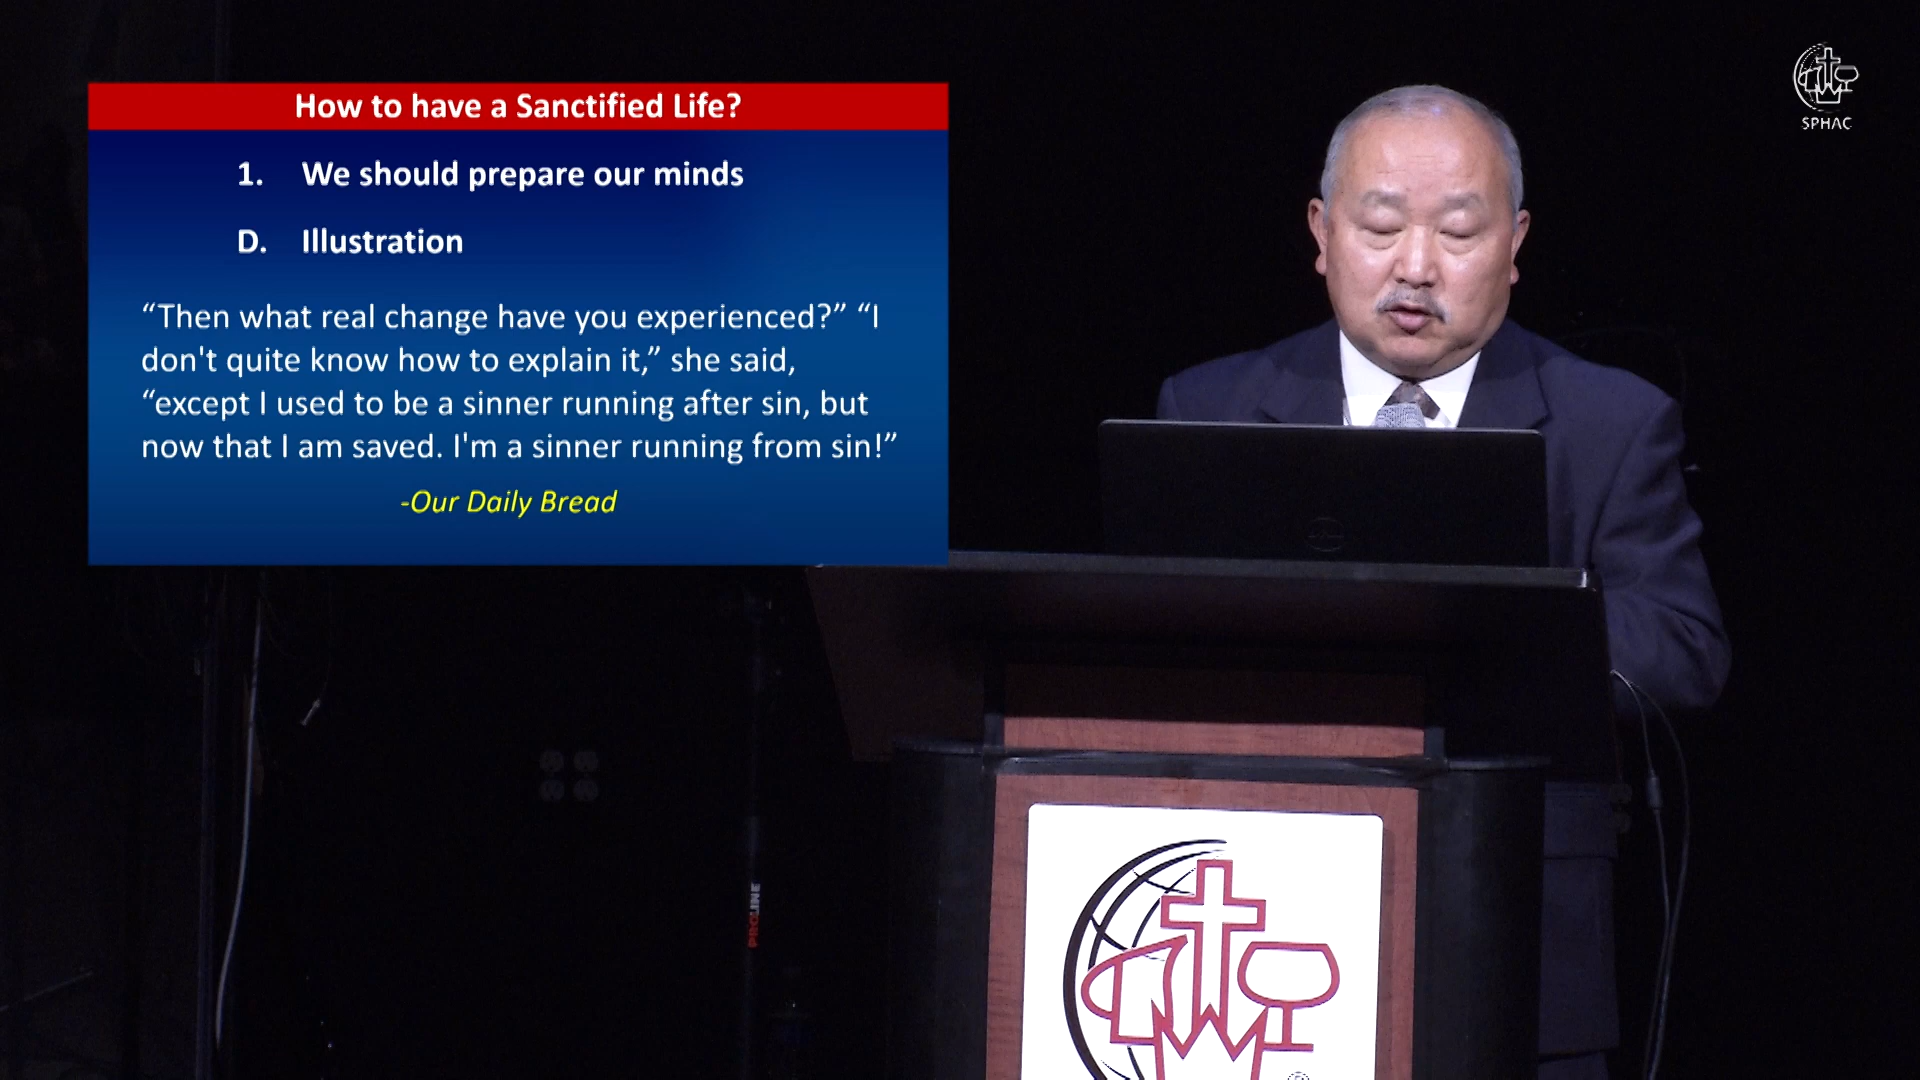 How to have a Sanctified Life?
1. We should prepare our minds
D. Illustration
“Then what real change have you experienced?” “I
don't quite know how to explain it,” she said,
“except I used to be a sinner running after sin, but
now that I am saved. I'm a sinner running from sin!”
-Our Daily Bread
SPHAC
PROLINE
®